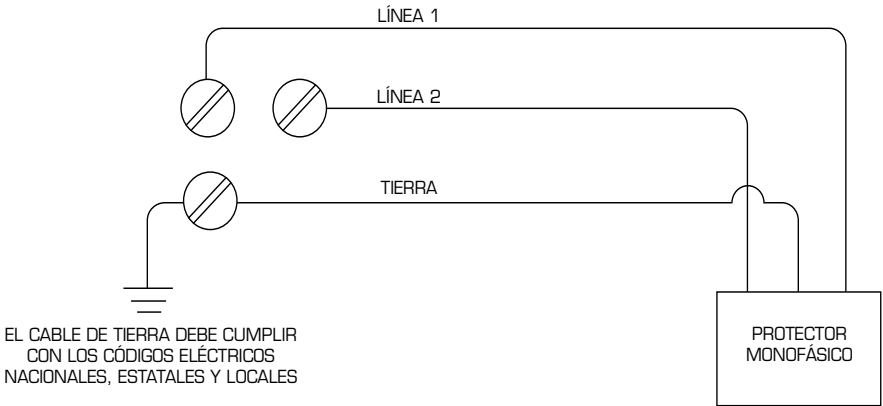 LÍNEA 1
LÍNEA 2
TIERRA
EL CABLE DE TIERRA DEBE CUMPLIR
CON LOS CÓDIGOS ELÉCTRICOS
NACIONALES, ESTATALES Y LOCALES
PROTECTOR
MONOFÁSICO